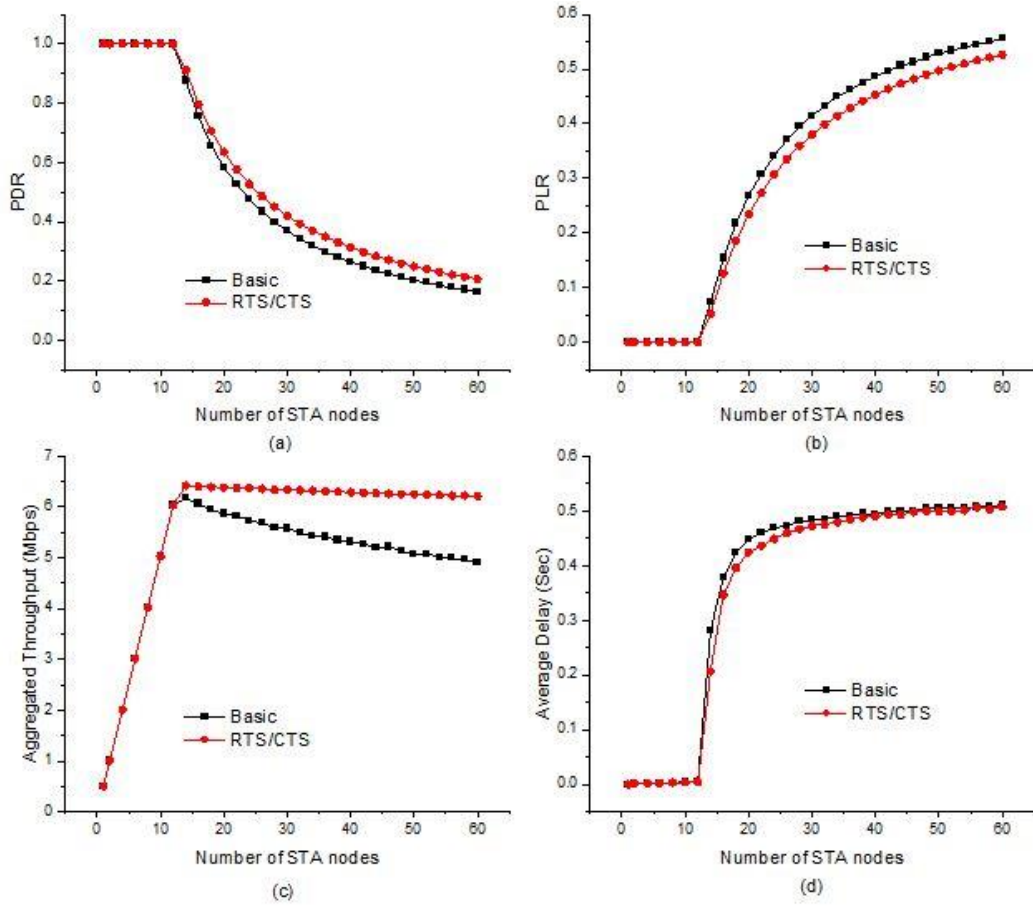 PDR
1.0
0.8
0.6
0.4
0.2
0.0
Basic
RTS/CTS
0 10 20 30 40 50 60
Number of STA nodes
(a)
PLR
0.6
0.5
0.4
0.3
0.2
0.1
0.0
Basic
RTS/CTS
0 10 20 30 40 50 60
Number of STA nodes
(b)
Aggregated Throughput (Mbps)
7
6
5
4
3
2
1
0
Basic
RTS/CTS
0 10 20 30 40 50 60
Number of STA nodes
(c)
Average Delay (Sec)
0.6
0.5
0.4
0.3
0.2
0.1
0.0
Basic
RTS/CTS
0 10 20 30 40 50 60
Number of STA nodes
(d)